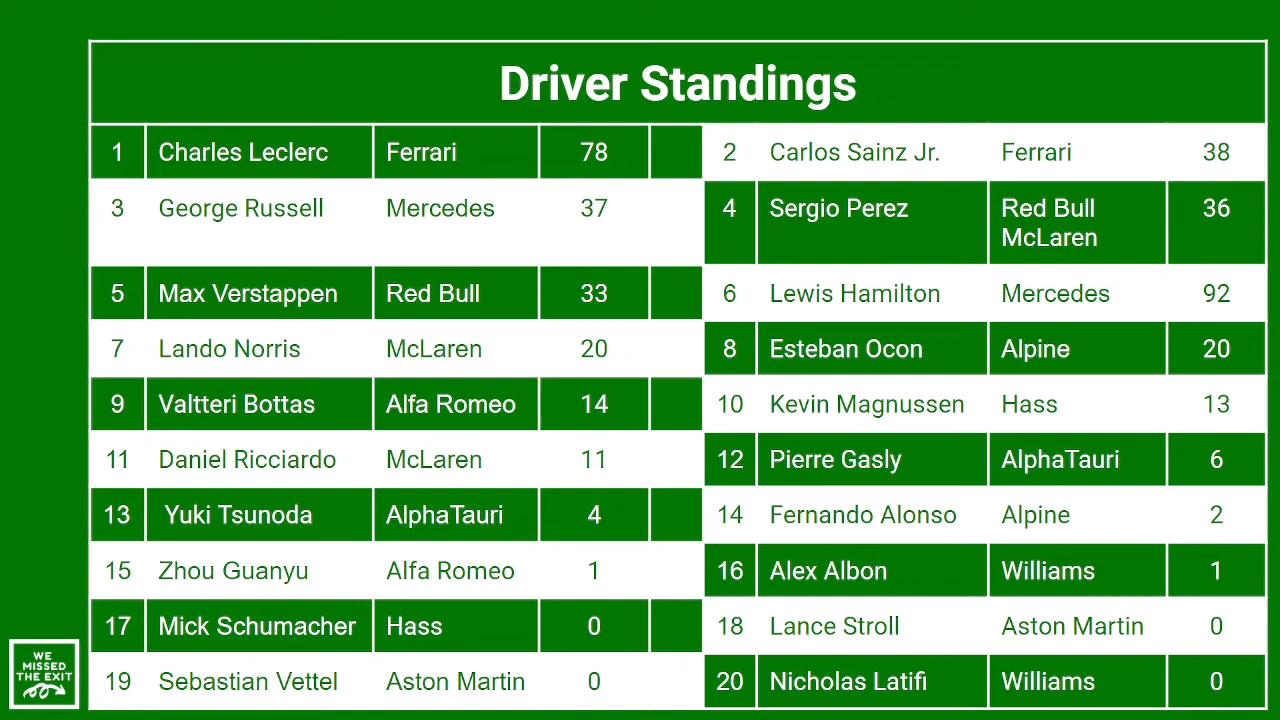 Driver Standings
1 Charles Leclerc Ferrari 78 2 Carlos Sainz Jr. Ferrari 38
3 George Russell Mercedes 37 4 Sergio Perez Red Bull 36
McLaren
5 Max Verstappen Red Bull 33 6 Lewis Hamilton Mercedes 92
7 Lando Norris McLaren 20 8 Esteban Ocon Alpine 20
9 Valtteri Bottas Alfa Romeo 14 10 Kevin Magnussen Hass 13
11 Daniel Ricciardo McLaren 11 12 Pierre Gasly AlphaTauri 6
13 Yuki Tsunoda AlphaTauri 4 14 Fernando Alonso Alpine 2
15 Zhou Guanyu Alfa Romeo 1 16 Alex Albon Williams 1
17 Mick Schumacher Hass 0 18 Lance Stroll Aston Martin 0
19 Sebastian Vettel Aston Martin 0 20 Nicholas Latifi Williams 0
WE
MISSED
THE EXIT